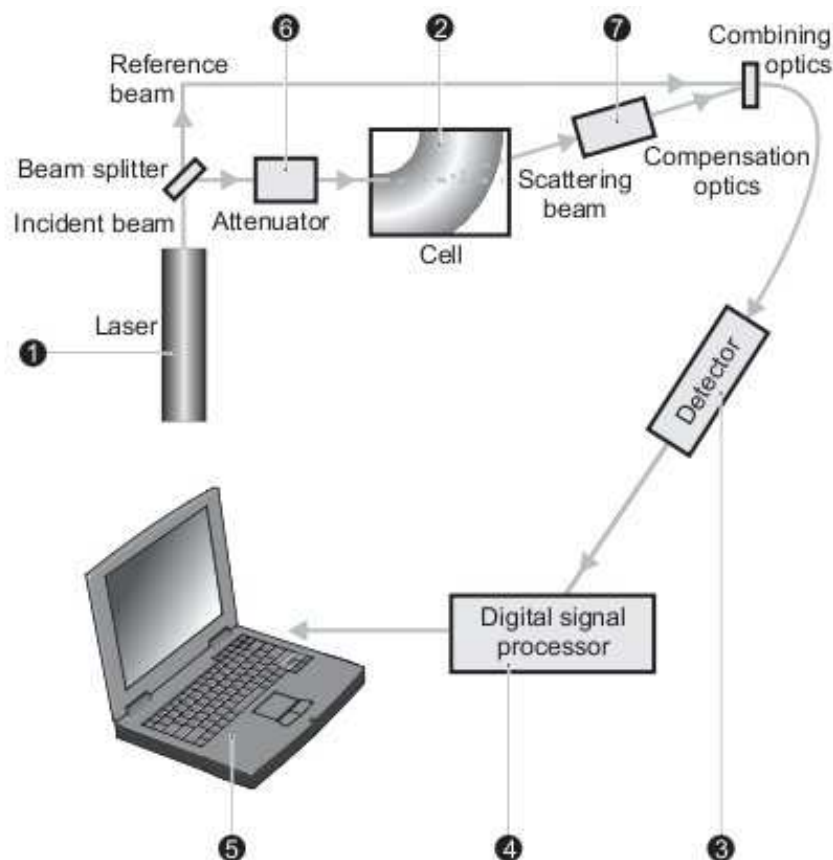 6
2
7
Combining
optics
Reference
beam
Beam splitter
Compensation
optics
Scattering
beam
Incident beam
Attenuator
Cell
Laser
1
Detector
Digital signal
processor
5
4
3